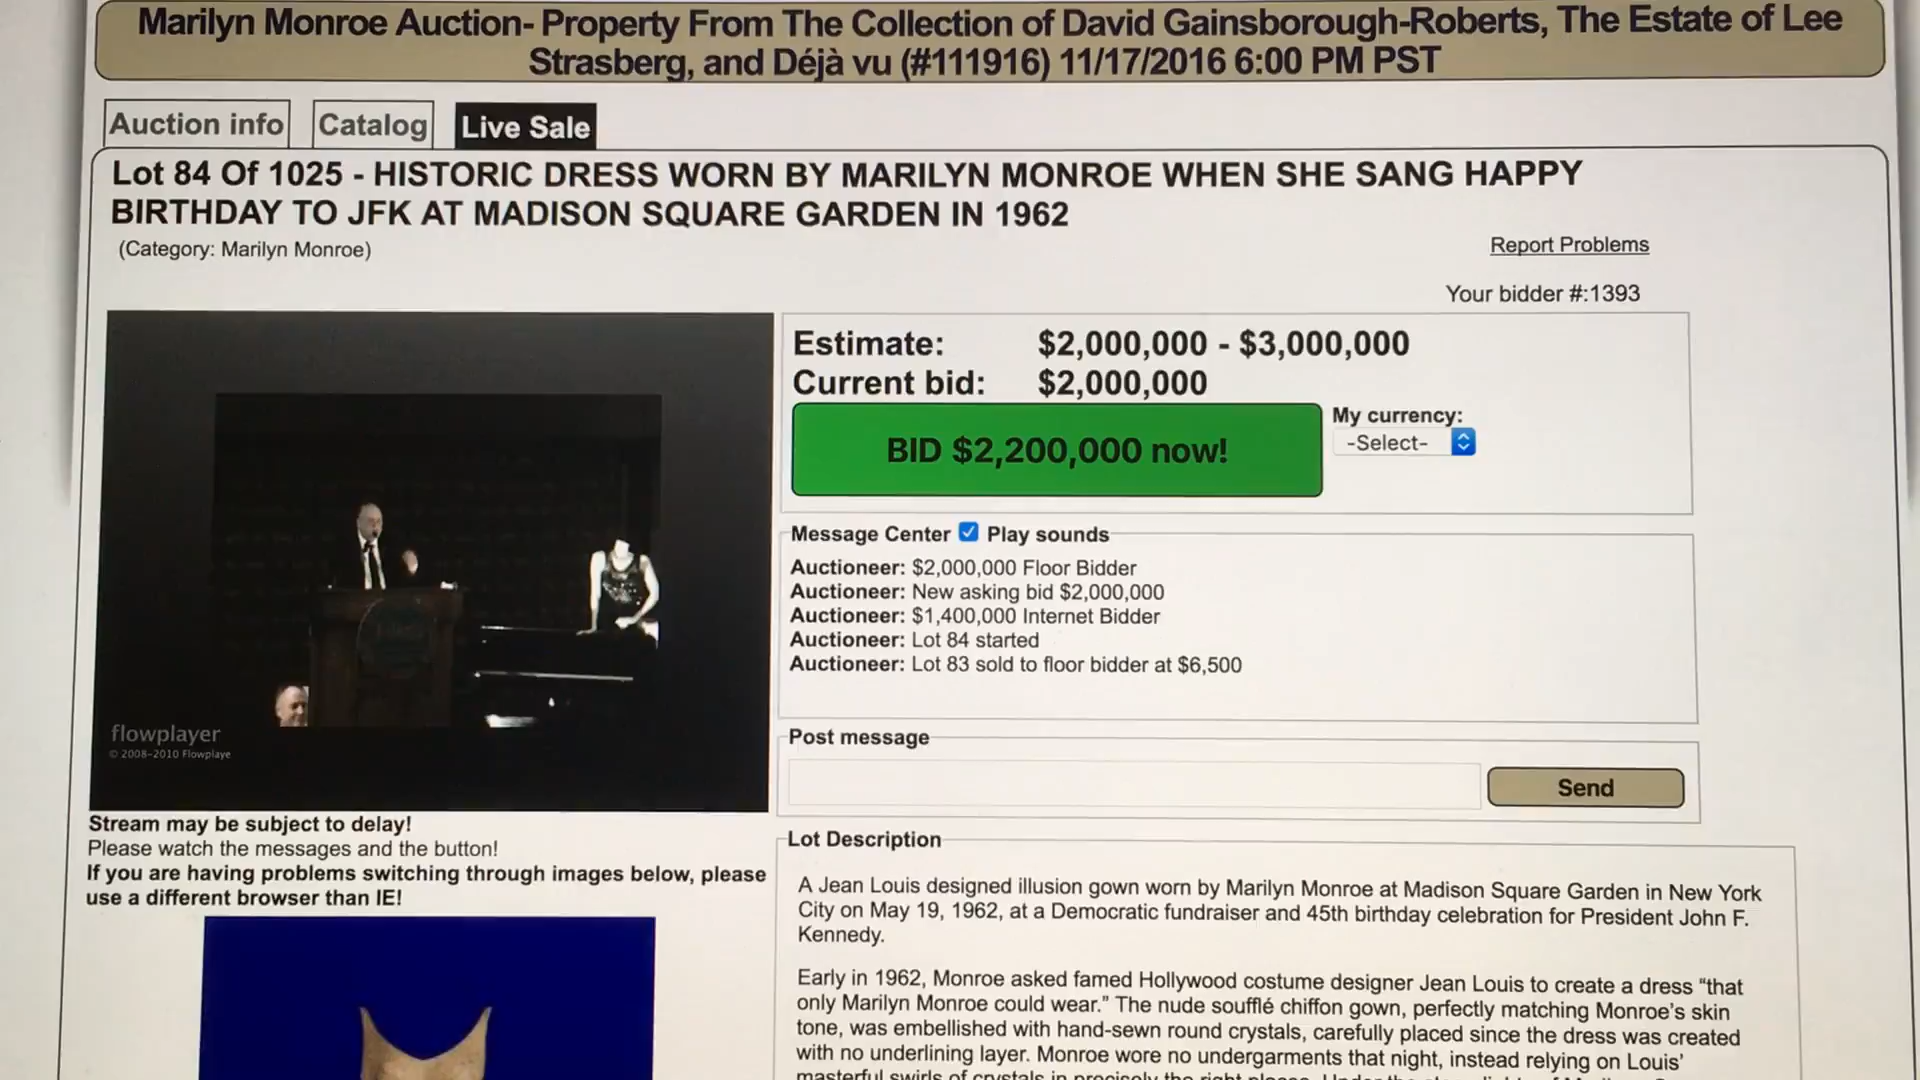 Marilyn Monroe Auction- Property From The Collection of David Gainsborough-Roberts, The Estate of Lee
Strasberg, and Déjà vu (#111916) 11/17/2016 6:00 PM PST
Auction info
Catalog
Live Sale
Lot 84 Of 1025 - HISTORIC DRESS WORN BY MARILYN MONROE WHEN SHE SANG HAPPY
BIRTHDAY TO JFK AT MADISON SQUARE GARDEN IN 1962
(Category: Marilyn Monroe)
Report Problems
Your bidder #:1393
Estimate: $2,000,000 - $3,000,000
Current bid: $2,000,000
BID $2,200,000 now!
My currency:
-Select-
Message Center Play sounds
Auctioneer: $2,000,000 Floor Bidder
Auctioneer: New asking bid $2,000,000
Auctioneer: $1,400,000 Internet Bidder
Auctioneer: Lot 84 started
Auctioneer: Lot 83 sold to floor bidder at $6,500
flowplayer
© 2008-2010 Flowplaye
Post message
Send
Stream may be subject to delay!
Please watch the messages and the button!
If you are having problems switching through images below, please
use a different browser than IE!
Lot Description
A Jean Louis designed illusion gown worn by Marilyn Monroe at Madison Square Garden in New York
City on May 19, 1962, at a Democratic fundraiser and 45th birthday celebration for President John F.
Kennedy.
Early in 1962, Monroe asked famed Hollywood costume designer Jean Louis to create a dress “that
only Marilyn Monroe could wear.” The nude soufflé chiffon gown, perfectly matching Monroe’s skin
tone, was embellished with hand-sewn round crystals, carefully placed since the dress was created
with no underlining layer. Monroe wore no undergarments that night, instead relying on Louis’
masterful swirls of crystals in precisely the right places.